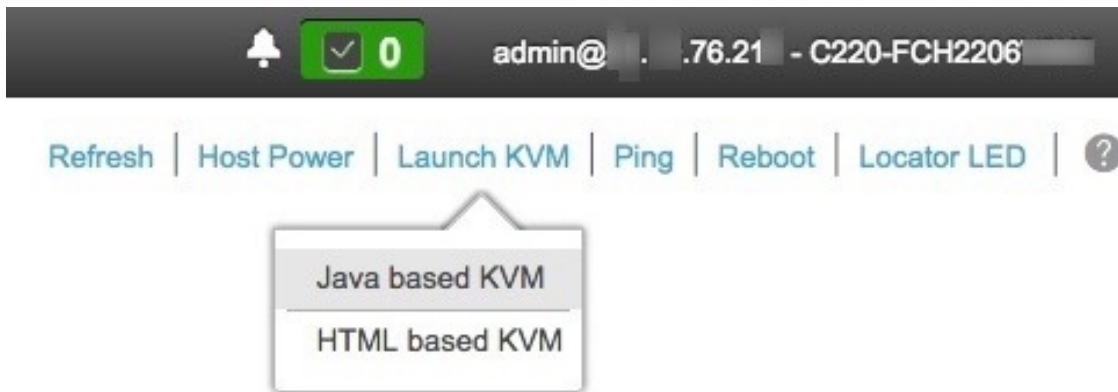 0 admin@ . .76.21 - C220-FCH2206
Refresh | Host Power | Launch KVM | Ping | Reboot | Locator LED | ?
Java based KVM
HTML based KVM